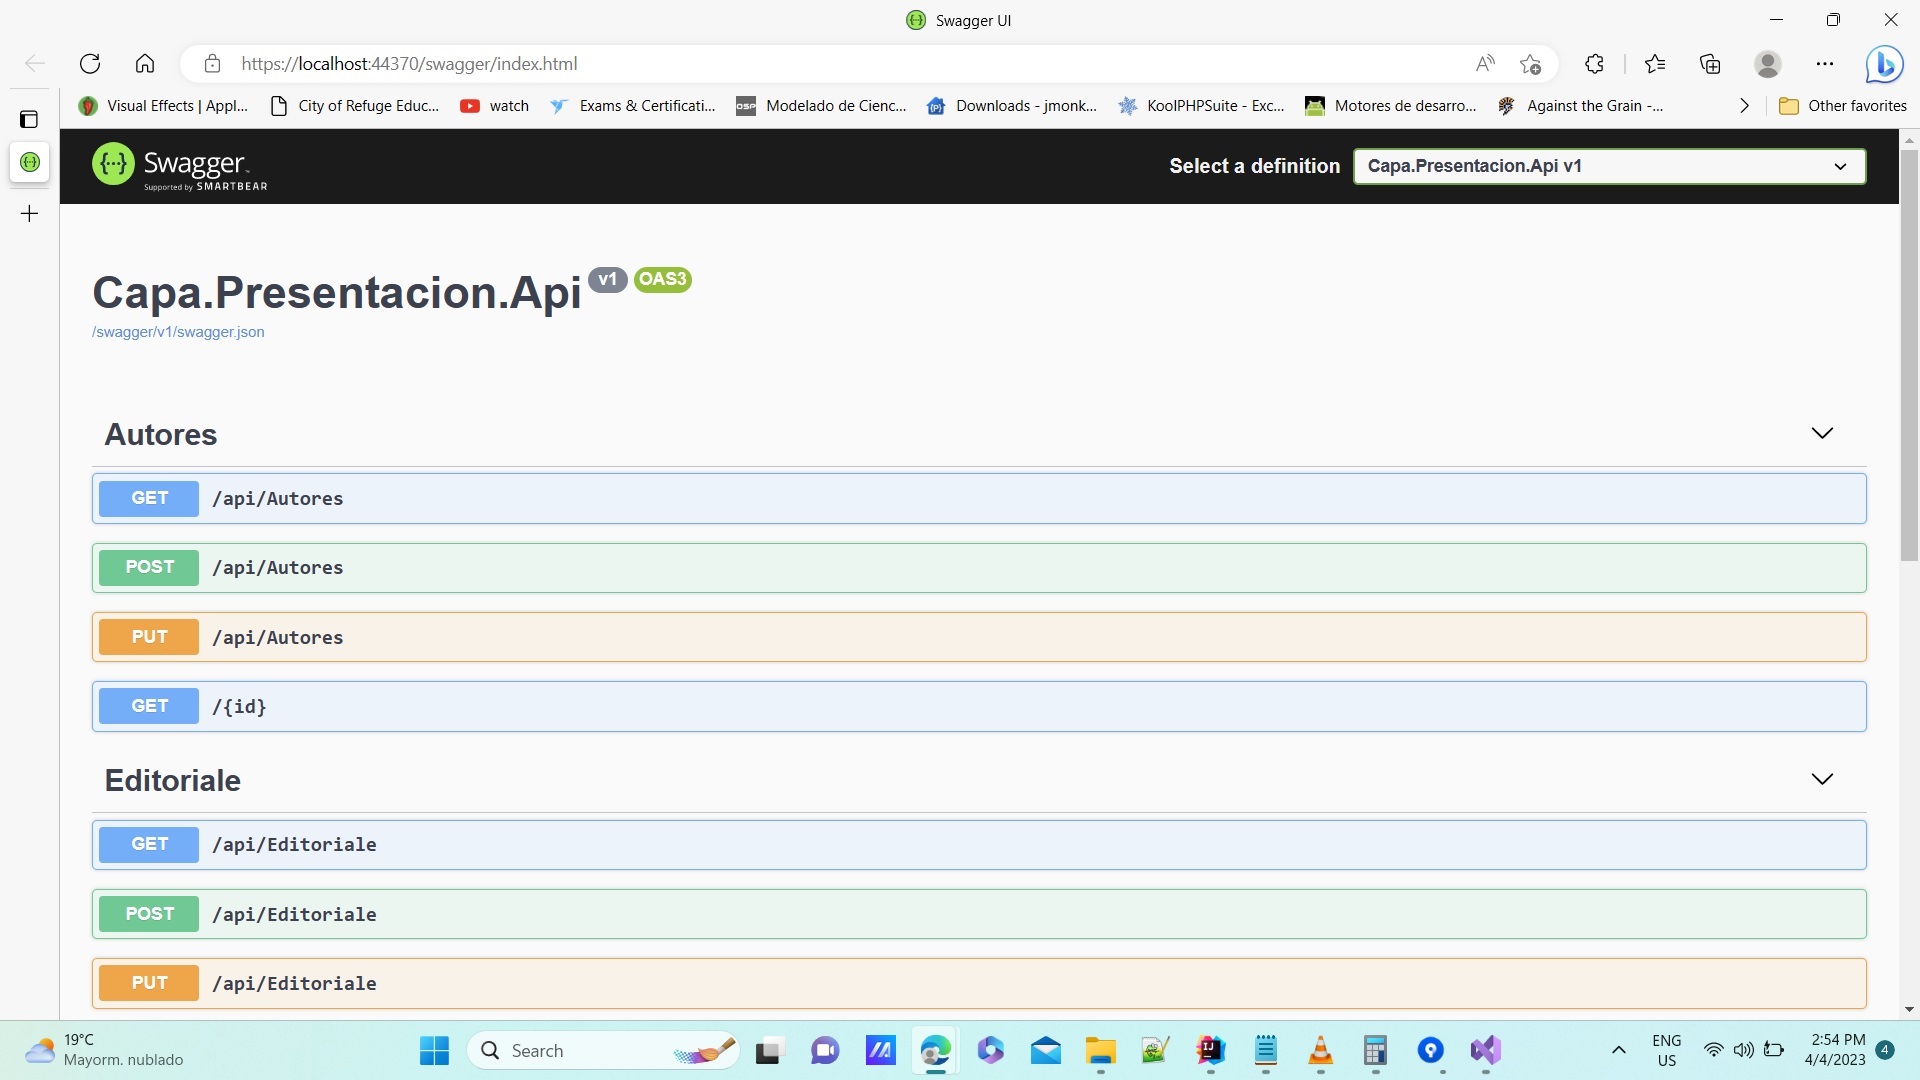 Swagger UI
https://localhost:44370/swagger/index.html
Visual Effects | Appl...
City of Refuge Educ...
watch
Exams & Certificati...
Modelado de Cienc...
Downloads - jmonk...
KoolPHPSuite - Exc...
Motores de desarro...
Against the Grain -...
Other favorites
Swagger
Supported by SMARTBEAR
Select a definition
Capa.Presentacion.Api v1
Capa.Presentacion.Api v1 OAS3
/swagger/v1/swagger.json
Autores
GET /api/Autores
POST /api/Autores
PUT /api/Autores
GET /{id}
Editoriale
GET /api/Editoriale
POST /api/Editoriale
PUT /api/Editoriale
19°C
Mayorm. nublado
Search
ENG
US
2:54 PM
4/4/2023
4